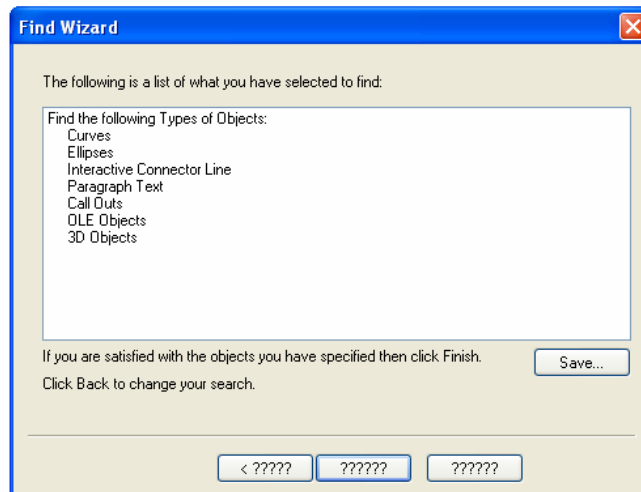 Find Wizard
The following is a list of what you have selected to find:
Find the following Types of Objects:
Curves
Ellipses
Interactive Connector Line
Paragraph Text
Call Outs
OLE Objects
3D Objects
If you are satisfied with the objects you have specified then click Finish.
Save...
Click Back to change your search.
< ????? ?????? ??????